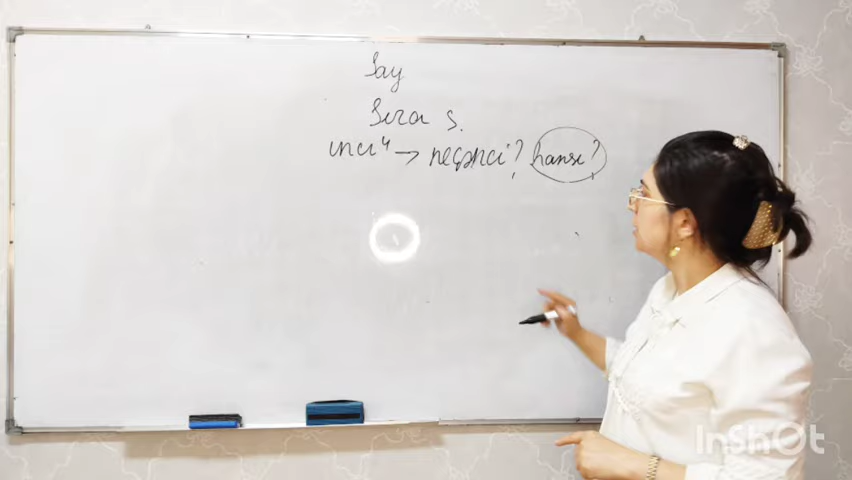 Say
Sıra s.
ıncı⁴ → neçənci? hansı?
InShOt